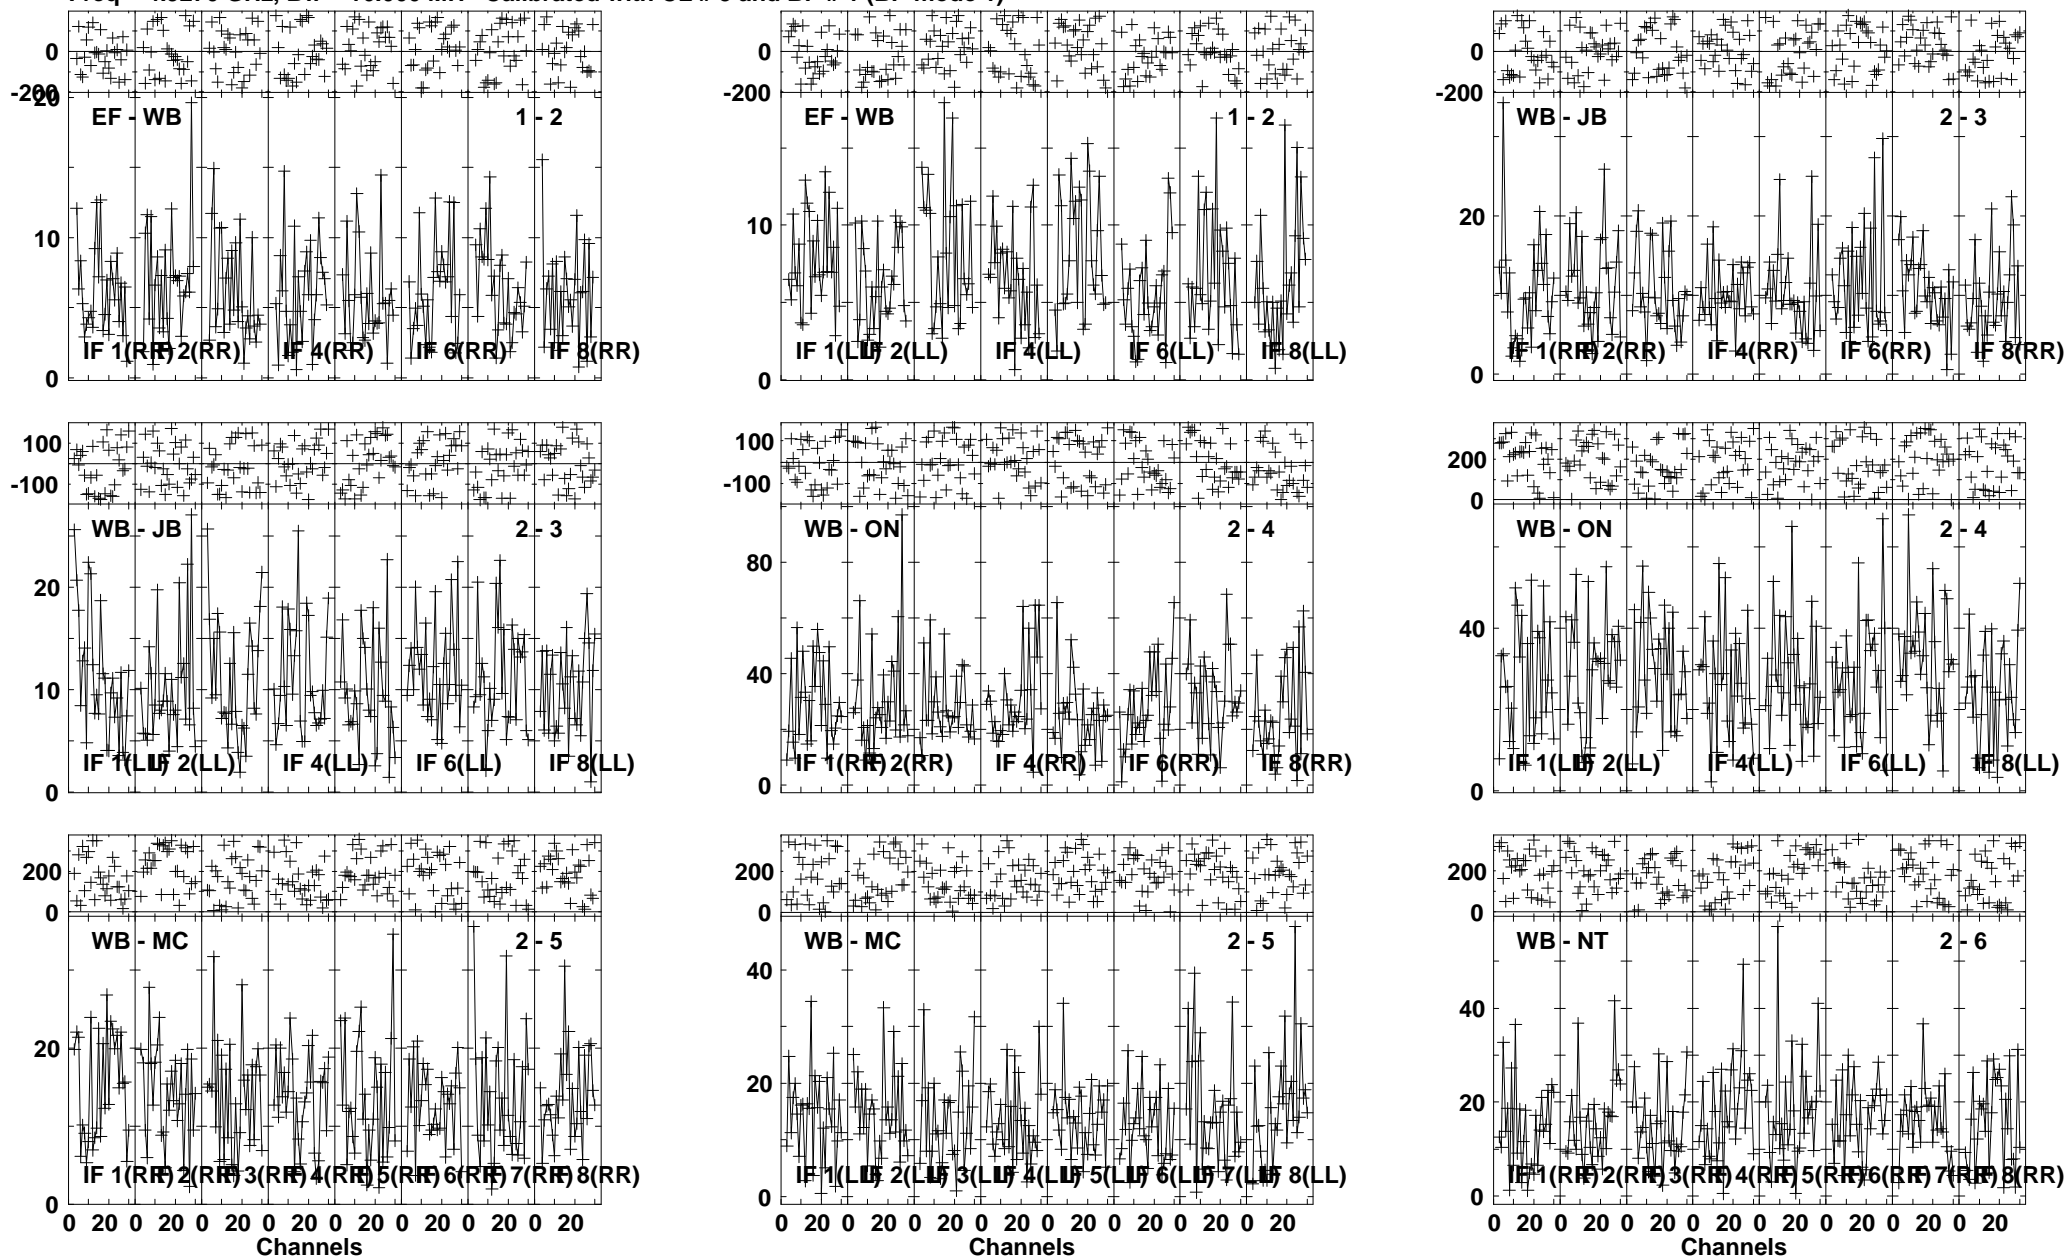 0 0 0
-200 -200 -200
20 EF - WB 1 - 2 EF - WB 1 - 2 WB - JB 2 - 3
20
10 10
IF 1(RR) IF 2(RR) IF 4(RR) IF 6(RR) IF 8(RR) IF 1(LL) IF 2(LL) IF 4(LL) IF 6(LL) IF 8(LL) IF 1(RR) IF 2(RR) IF 4(RR) IF 6(RR) IF 8(RR)
0 0 0
100 100
-100 -100 200
0
WB - JB 2 - 3 WB - ON 2 - 4 WB - ON 2 - 4
20 80
10 40 40
IF 1(LL) IF 2(LL) IF 4(LL) IF 6(LL) IF 8(LL) IF 1(RR) IF 2(RR) IF 4(RR) IF 6(RR) IF 8(RR) IF 1(LL) IF 2(LL) IF 4(LL) IF 6(LL) IF 8(LL)
0 0 0
200 200 200
0 0 0
WB - MC 2 - 5 WB - MC 2 - 5 WB - NT 2 - 6
40 40
20 20 20
IF 1(RR) IF 2(RR) IF 3(RR) IF 4(RR) IF 5(RR) IF 6(RR) IF 7(RR) IF 8(RR) IF 1(LL) IF 2(LL) IF 3(LL) IF 4(LL) IF 5(LL) IF 6(LL) IF 7(LL) IF 8(LL) IF 1(RR) IF 2(RR) IF 3(RR) IF 4(RR) IF 5(RR) IF 6(RR) IF 7(RR) IF 8(RR)
0 0 0
0 20 0 20 0 20 0 20 0 20 0 20 0 20 0 20 0 20 0 20 0 20 0 20 0 20 0 20 0 20 0 20 0 20 0 20 0 20 0 20 0 20 0 20 0 20 0 20
Channels Channels Channels